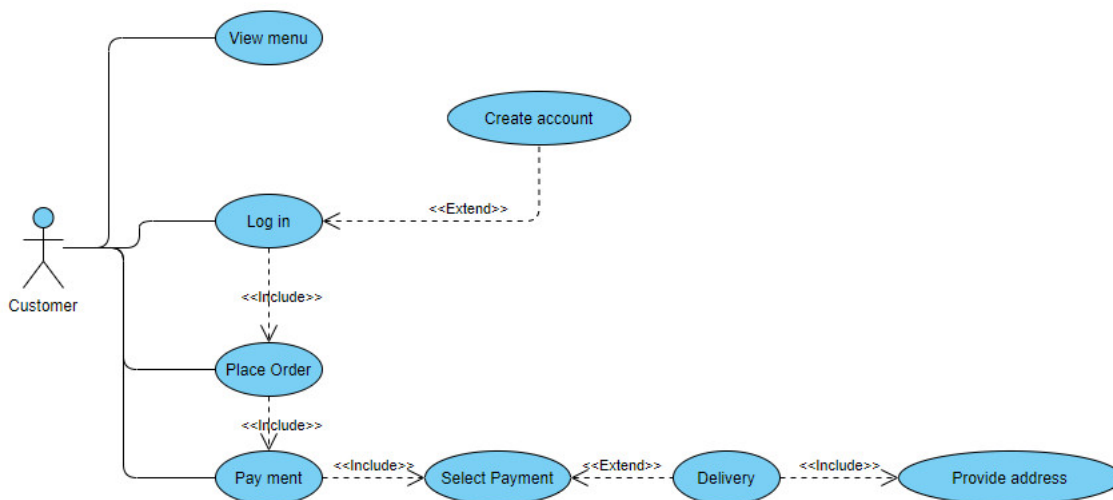 View menu
Create account
<<Extend>>
Log in
Customer
<<Include>>
Place Order
<<Include>>
Pay ment
<<Include>>
Select Payment
<<Extend>>
Delivery
<<Include>>
Provide address